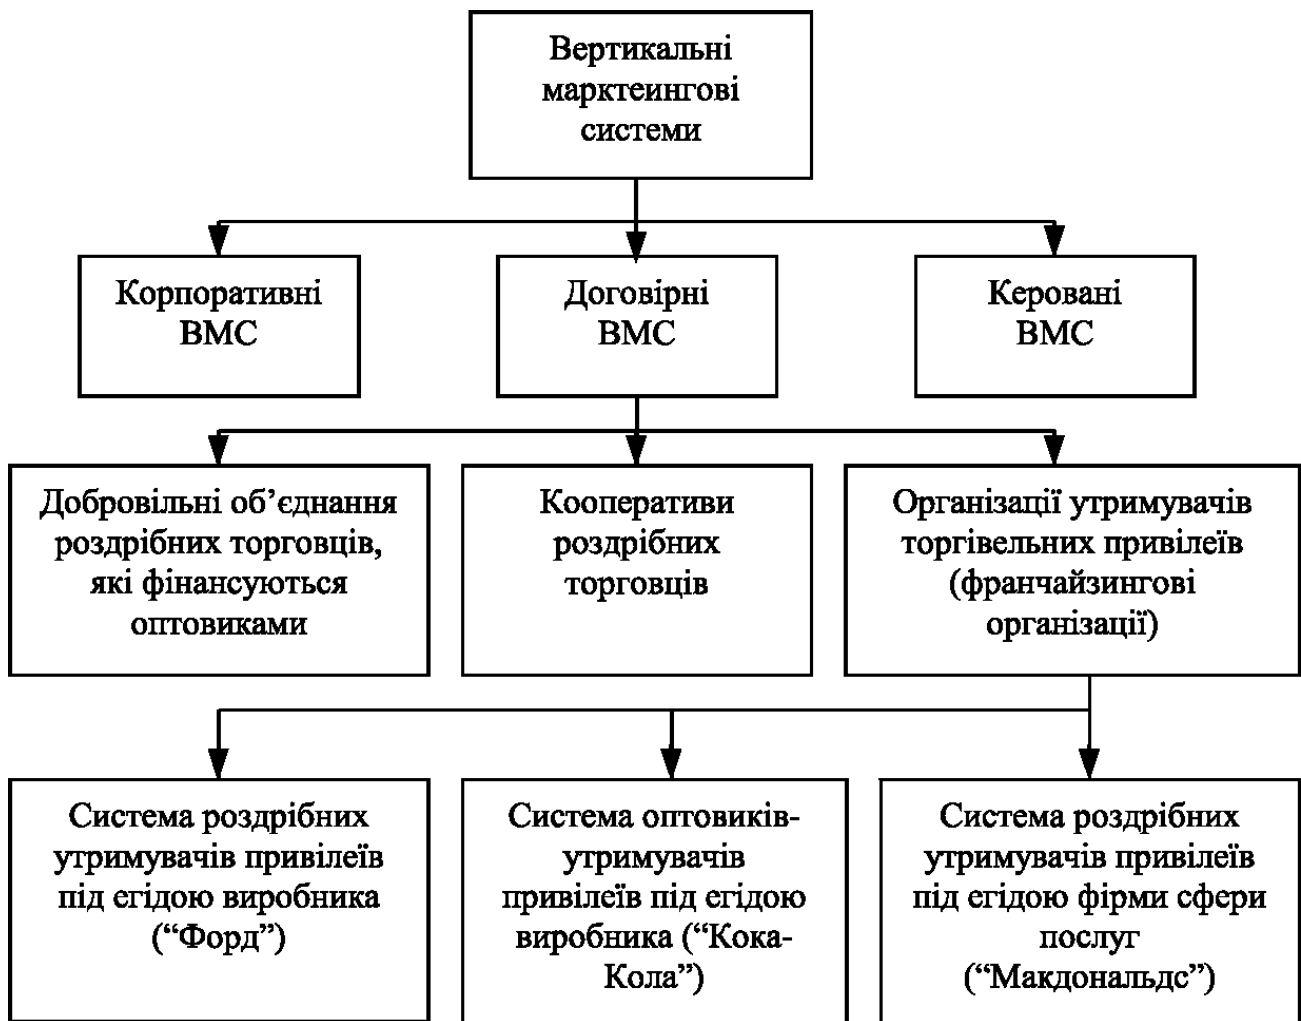 Вертикальні
марктеингові
системи
Корпоративні
ВМС
Договірні
ВМС
Керовані
ВМС
Добровільні об’єднання
роздрібних торговців,
які фінансуються
оптовиками
Кооперативи
роздрібних
торговців
Організації утримувачів
торгівельних привілеїв
(франчайзингові
організації)
Система роздрібних
утримувачів привілеїв
під егідою виробника
(“Форд”)
Система оптовиків-
утримувачів
привілеїв під егідою
виробника (“Кока-
Кола”)
Система роздрібних
утримувачів привілеїв
під егідою фірми сфери
послуг
(“Макдональдс”)